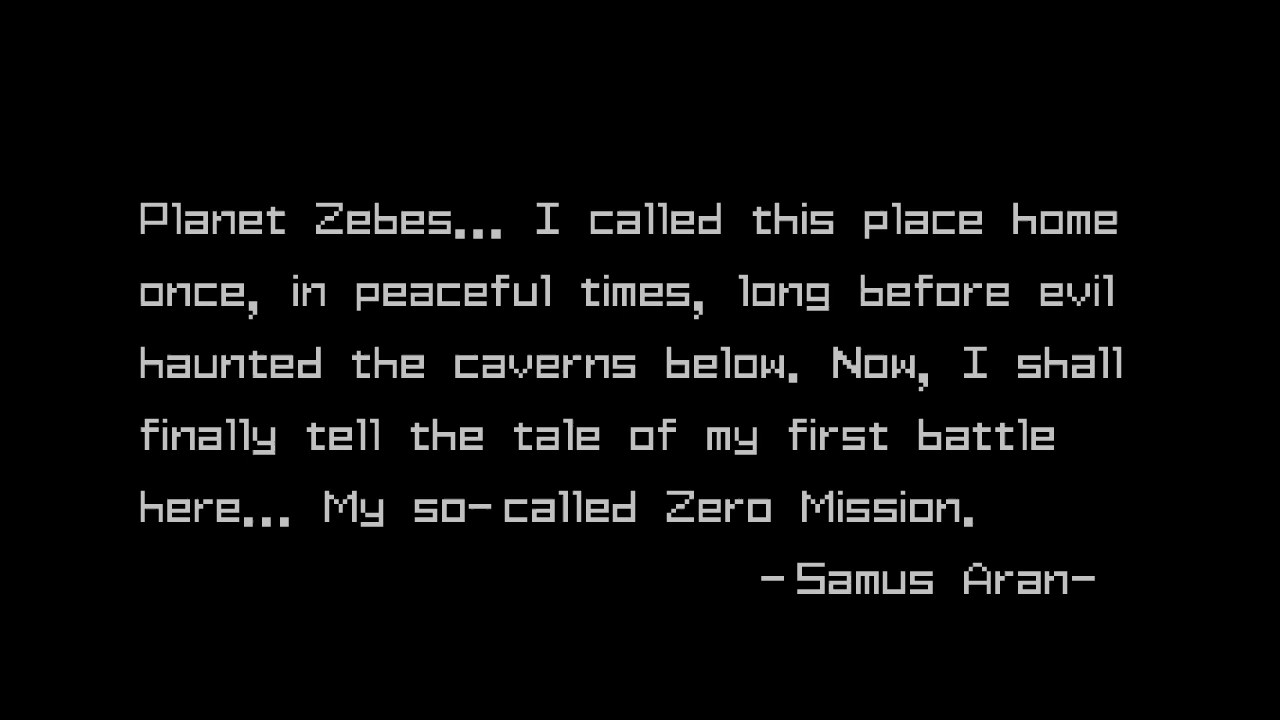 Planet Zebes... I called this place home
once, in peaceful times, long before evil
haunted the caverns below. Now, I shall
finally tell the tale of my first battle
here... My so-called Zero Mission.
-Samus Aran-